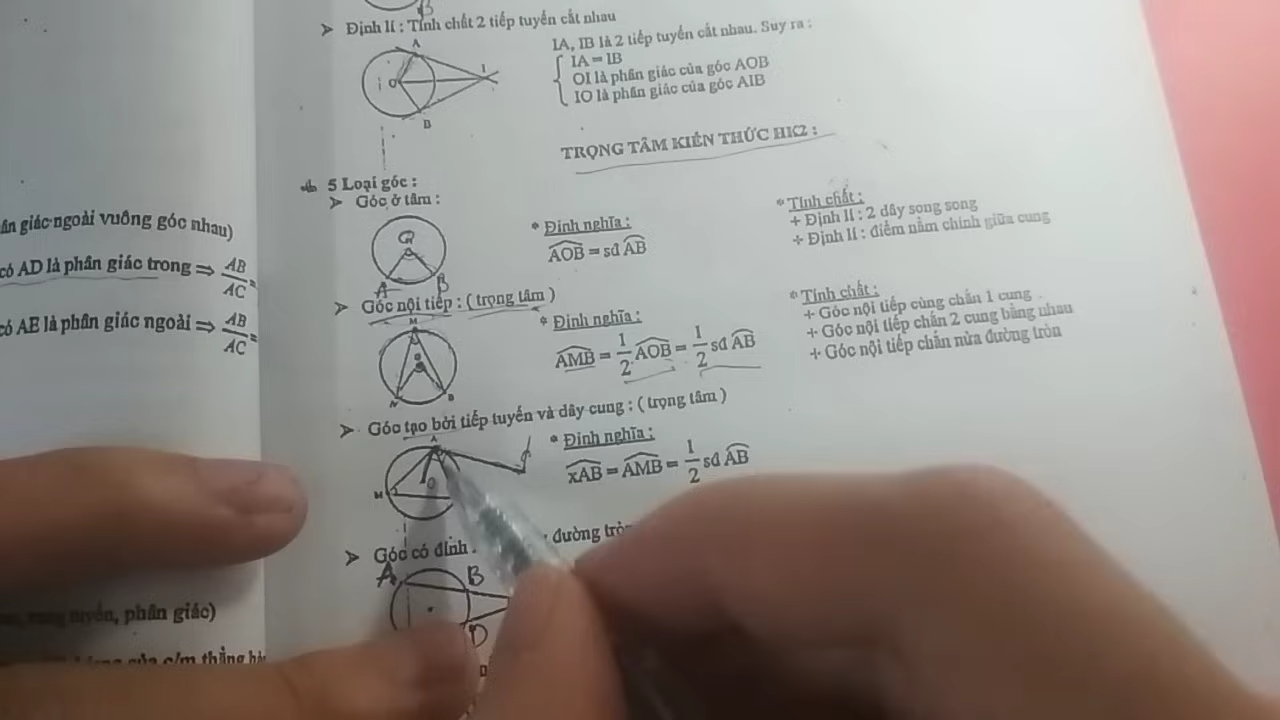 ➢ Định lí : Tính chất 2 tiếp tuyến cắt nhau
A
O
I
B
IA, IB là 2 tiếp tuyến cắt nhau. Suy ra :
IA = IB
OI là phân giác của góc AOB
IO là phân giác của góc AIB
TRỌNG TÂM KIẾN THỨC HK2 :
5 Loại góc :
➢ Góc ở tâm :
A
B
* Định nghĩa :
AOB = sđ AB
* Tính chất :
+ Định lí : 2 dây song song
+ Định lí : điểm nằm chính giữa cung
➢ Góc nội tiếp : ( trọng tâm )
M
A
B
* Định nghĩa :
AMB = 1/2 AOB = 1/2 sđ AB
* Tính chất :
+ Góc nội tiếp cùng chắn 1 cung
+ Góc nội tiếp chắn 2 cung bằng nhau
+ Góc nội tiếp chắn nửa đường tròn
➢ Góc tạo bởi tiếp tuyến và dây cung : ( trọng tâm )
A
M
O
* Định nghĩa :
xAB = AMB = 1/2 sđ AB
➢ Góc có đỉnh
đường tròn
A
B
D
ân giác ngoài vuông góc nhau)
có AD là phân giác trong ⇒ AB/AC =
có AE là phân giác ngoài ⇒ AB/AC =
tuyến, phân giác)
của c/m thẳng hà